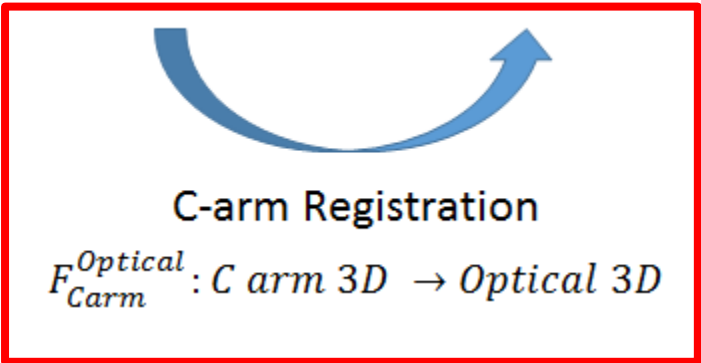 C-arm Registration
F_{Carm}^{Optical}: C arm 3D → Optical 3D